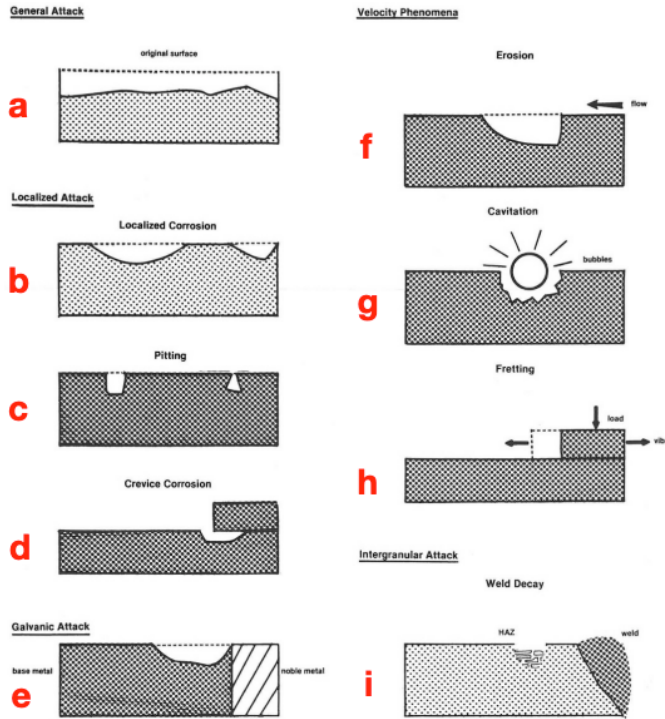 General Attack
original surface
a
Localized Attack
Localized Corrosion
b
Pitting
c
Crevice Corrosion
d
Galvanic Attack
base metal
noble metal
e
Velocity Phenomena
Erosion
flow
f
Cavitation
bubbles
g
Fretting
load
vib
h
Intergranular Attack
Weld Decay
HAZ
weld
i